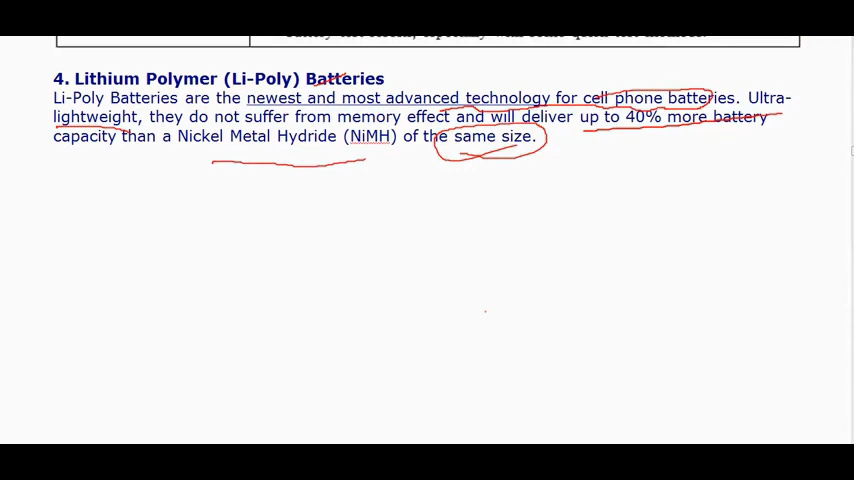 4. Lithium Polymer (Li-Poly) Batteries
Li-Poly Batteries are the newest and most advanced technology for cell phone batteries. Ultra-
lightweight, they do not suffer from memory effect and will deliver up to 40% more battery
capacity than a Nickel Metal Hydride (NiMH) of the same size.